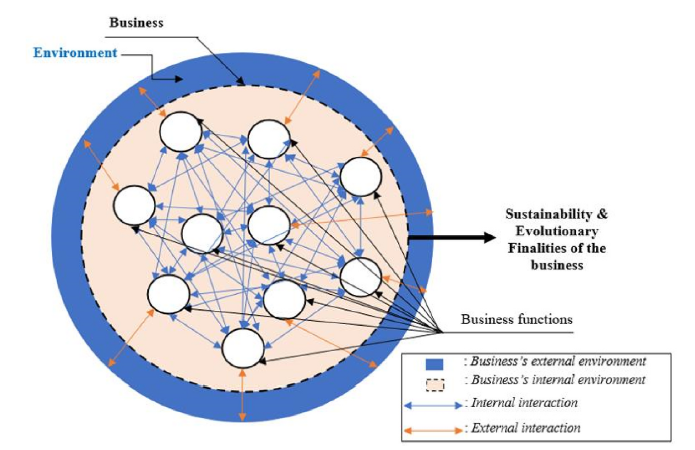 Business
Environment
Sustainability &
Evolutionary
Finalities of the
business
Business functions
: Business's external environment
: Business's internal environment
: Internal interaction
: External interaction